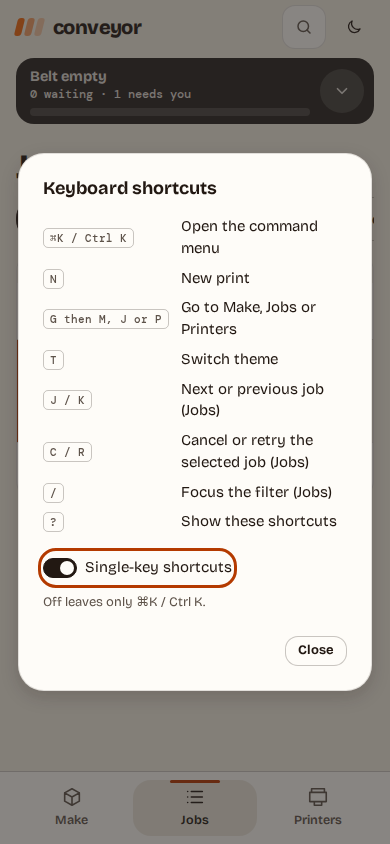 conveyor
Belt empty
0 waiting · 1 needs you
Keyboard shortcuts
⌘K / Ctrl K
Open the command
menu
N
New print
G then M, J or P
Go to Make, Jobs or
Printers
T
Switch theme
J / K
Next or previous job
(Jobs)
C / R
Cancel or retry the
selected job (Jobs)
/
Focus the filter (Jobs)
?
Show these shortcuts
Single-key shortcuts
Off leaves only ⌘K / Ctrl K.
Close
Make
Jobs
Printers